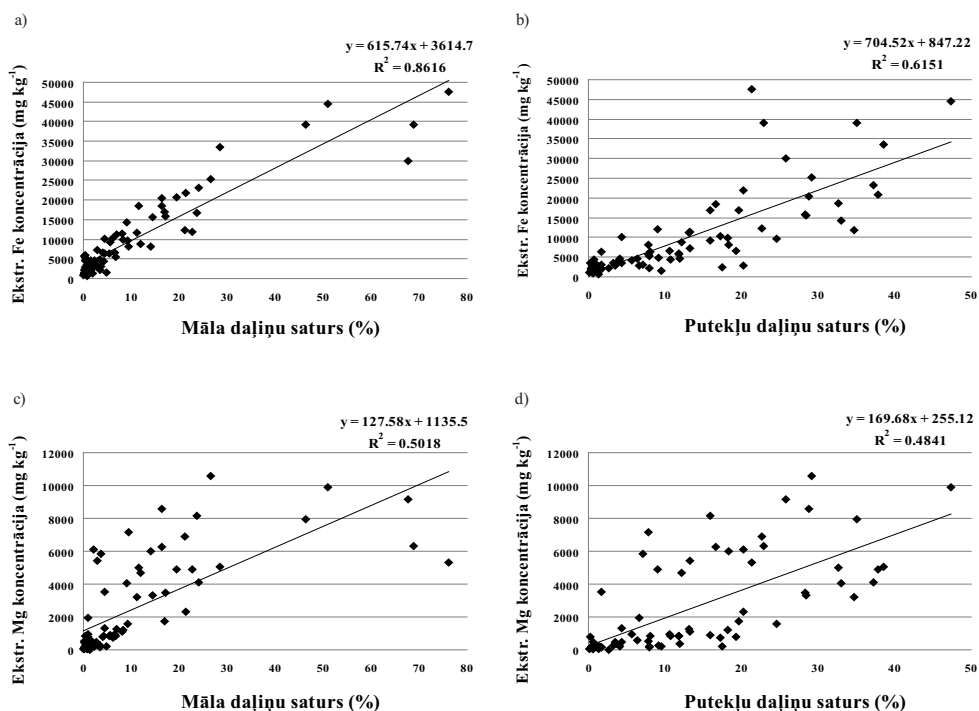 a)
y = 615.74x + 3614.7
R² = 0.8616
Ekstr. Fe koncentrācija (mg kg⁻¹)
50000
45000
40000
35000
30000
25000
20000
15000
10000
5000
0
0 10 20 30 40 50 60 70 80
Māla daļiņu saturs (%)
b)
y = 704.52x + 847.22
R² = 0.6151
Ekstr. Fe koncentrācija (mg kg⁻¹)
50000
45000
40000
35000
30000
25000
20000
15000
10000
5000
0
0 10 20 30 40 50
Putekļu daļiņu saturs (%)
c)
y = 127.58x + 1135.5
R² = 0.5018
Ekstr. Mg koncentrācija (mg kg⁻¹)
12000
10000
8000
6000
4000
2000
0
0 10 20 30 40 50 60 70 80
Māla daļiņu saturs (%)
d)
y = 169.68x + 255.12
R² = 0.4841
Ekstr. Mg koncentrācija (mg kg⁻¹)
12000
10000
8000
6000
4000
2000
0
0 10 20 30 40 50
Putekļu daļiņu saturs (%)